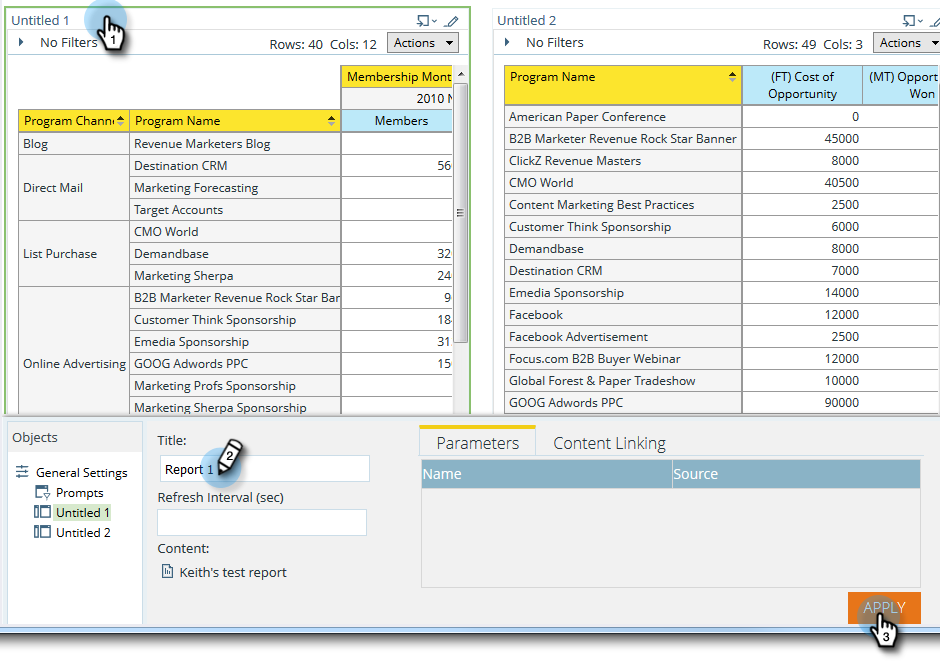 Untitled 1
1
No Filters
Rows: 40 Cols: 12
Actions
Membership Mont
2010 N
Program Chann
Program Name
Members
Blog
Revenue Marketers Blog
Direct Mail
Destination CRM
56
Marketing Forecasting
Target Accounts
List Purchase
CMO World
Demandbase
32
Marketing Sherpa
24
Online Advertising
B2B Marketer Revenue Rock Star Bar
9
Customer Think Sponsorship
18
Emedia Sponsorship
31
GOOG Adwords PPC
15
Marketing Profs Sponsorship
Marketing Sherpa Sponsorship
Untitled 2
No Filters
Rows: 49 Cols: 3
Actions
Program Name
(FT) Cost of
Opportunity
(MT) Opport
Won
American Paper Conference 0
B2B Marketer Revenue Rock Star Banner 45000
ClickZ Revenue Masters 8000
CMO World 40500
Content Marketing Best Practices 2500
Customer Think Sponsorship 6000
Demandbase 8000
Destination CRM 7000
Emedia Sponsorship 14000
Facebook 12000
Facebook Advertisement 2500
Focus.com B2B Buyer Webinar 12000
Global Forest & Paper Tradeshow 10000
GOOG Adwords PPC 90000
Objects
General Settings
Prompts
Untitled 1
Untitled 2
Title:
Report 1
2
Refresh Interval (sec)
Content:
Keith's test report
Parameters
Content Linking
Name
Source
APPLY
3